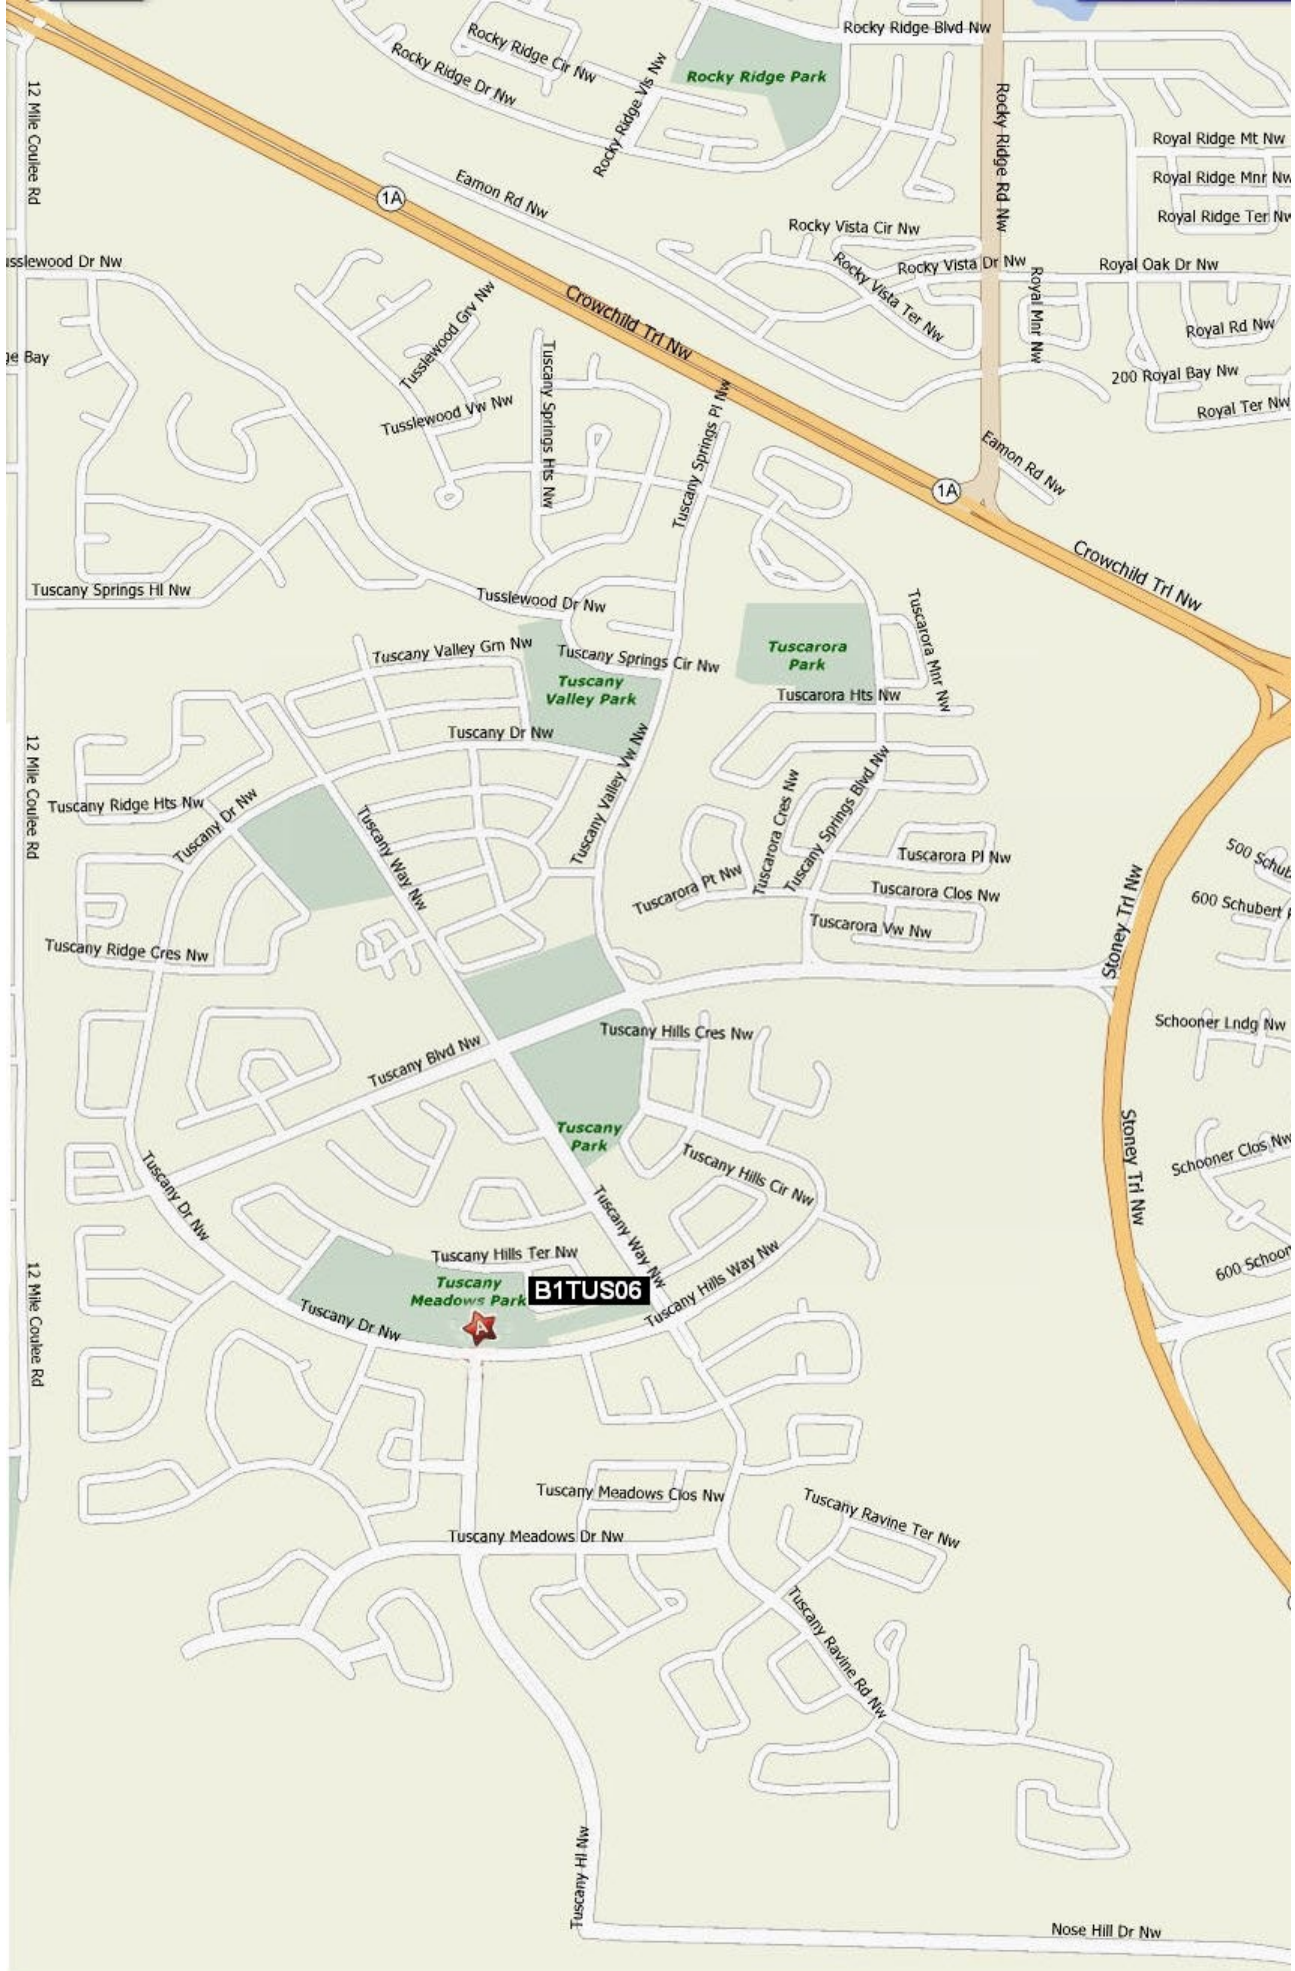 Rocky Ridge Blvd Nw
Rocky Ridge Cir Nw
Rocky Ridge Dr Nw
Rocky Ridge Vls Nw
Rocky Ridge Park
12 Mile Coulee Rd
Rocky Ridge Rd Nw
Royal Ridge Mt Nw
Royal Ridge Mnr Nw
Royal Ridge Ter Nw
1A
Eamon Rd Nw
Rocky Vista Cir Nw
Rocky Vista Dr Nw
Rocky Vista Ter Nw
Royal Oak Dr Nw
Royal Mnr Nw
Royal Rd Nw
200 Royal Bay Nw
Royal Ter Nw
sslewood Dr Nw
ge Bay
Crowchild Trl Nw
Tusslewood Grv Nw
Tusslewood Vw Nw
Tuscany Springs Hts Nw
Tuscany Springs Pl Nw
Eamon Rd Nw
1A
Crowchild Trl Nw
Tuscany Springs Hl Nw
Tusslewood Dr Nw
Tuscarora Mnr Nw
Tuscany Valley Grn Nw
Tuscany Springs Cir Nw
Tuscarora
Park
Tuscany
Valley Park
Tuscarora Hts Nw
Tuscany Dr Nw
Tuscany Valley Vw Nw
12 Mile Coulee Rd
Tuscany Ridge Hts Nw
Tuscany Dr Nw
Tuscany Way Nw
Tuscarora Cres Nw
Tuscany Springs Blvd Nw
Tuscarora Pl Nw
Tuscarora Pt Nw
Tuscarora Clos Nw
Tuscarora Vw Nw
Stoney Trl Nw
500 Schub
600 Schubert
Tuscany Ridge Cres Nw
Tuscany Blvd Nw
Tuscany Hills Cres Nw
Schooner Lndg Nw
Tuscany
Park
Stoney Trl Nw
Schooner Clos Nw
Tuscany Hills Cir Nw
Tuscany Dr Nw
Tuscany Way Nw
Tuscany Hills Ter Nw
Tuscany Hills Way Nw
600 Schoon
12 Mile Coulee Rd
Tuscany
Meadows Park
B1TUS06
A
Tuscany Dr Nw
Tuscany Meadows Clos Nw
Tuscany Ravine Ter Nw
Tuscany Meadows Dr Nw
Tuscany Ravine Rd Nw
Tuscany Hl Nw
Nose Hill Dr Nw